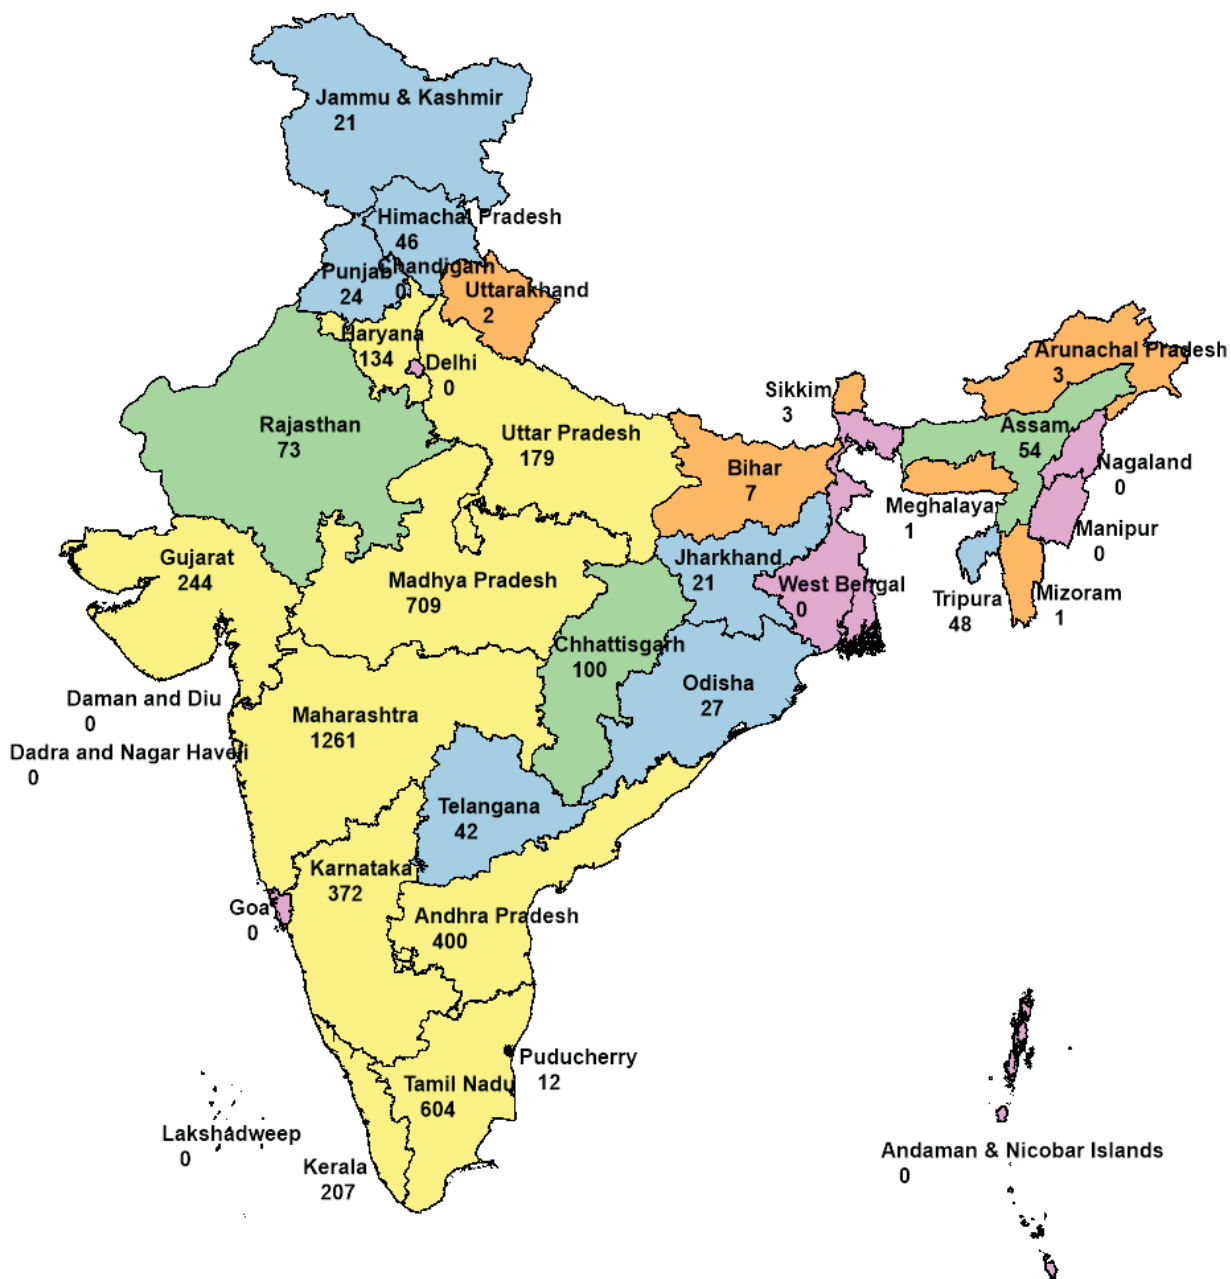 Jammu & Kashmir
21
Himachal Pradesh
46
Punjab
24
Chandigarh
0
Uttarakhand
2
Haryana
134
Delhi
0
Arunachal Pradesh
3
Sikkim
3
Rajasthan
73
Uttar Pradesh
179
Assam
54
Bihar
7
Nagaland
0
Meghalaya
1
Manipur
0
Gujarat
244
Madhya Pradesh
709
Jharkhand
21
West Bengal
0
Tripura
48
Mizoram
1
Chhattisgarh
100
Odisha
27
Daman and Diu
0
Maharashtra
1261
Dadra and Nagar Haveli
0
Telangana
42
Karnataka
372
Goa
0
Andhra Pradesh
400
Puducherry
12
Tamil Nadu
604
Lakshadweep
0
Kerala
207
Andaman & Nicobar Islands
0